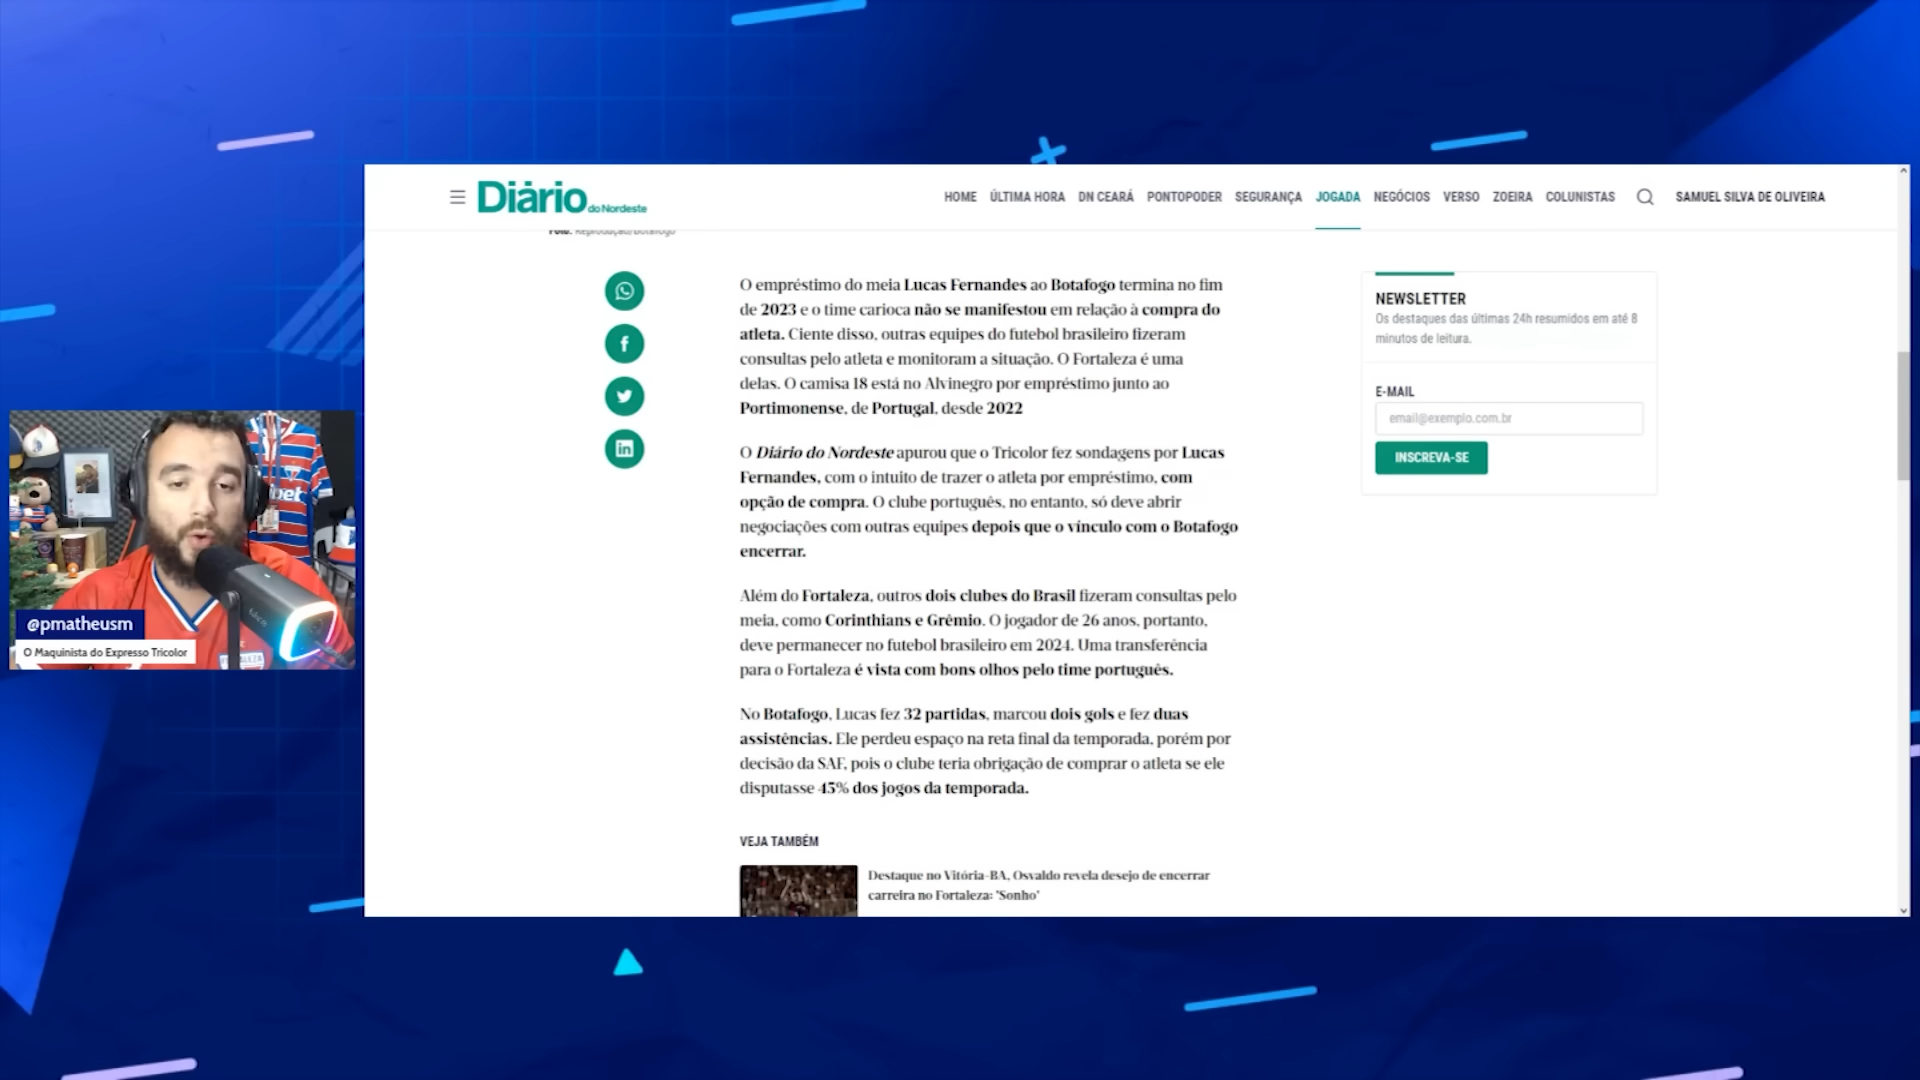 Diário do Nordeste
HOME ÚLTIMA HORA DN CEARÁ PONTOPODER SEGURANÇA JOGADA NEGÓCIOS VERSO ZOEIRA COLUNISTAS SAMUEL SILVA DE OLIVEIRA
Foto: Reprodução/Botafogo
O empréstimo do meia Lucas Fernandes ao Botafogo termina no fim
de 2023 e o time carioca não se manifestou em relação à compra do
atleta. Ciente disso, outras equipes do futebol brasileiro fizeram
consultas pelo atleta e monitoram a situação. O Fortaleza é uma
delas. O camisa 18 está no Alvinegro por empréstimo junto ao
Portimonense, de Portugal, desde 2022
O Diário do Nordeste apurou que o Tricolor fez sondagens por Lucas
Fernandes, com o intuito de trazer o atleta por empréstimo, com
opção de compra. O clube português, no entanto, só deve abrir
negociações com outras equipes depois que o vínculo com o Botafogo
encerrar.
Além do Fortaleza, outros dois clubes do Brasil fizeram consultas pelo
meia, como Corinthians e Grêmio. O jogador de 26 anos, portanto,
deve permanecer no futebol brasileiro em 2024. Uma transferência
para o Fortaleza é vista com bons olhos pelo time português.
No Botafogo, Lucas fez 32 partidas, marcou dois gols e fez duas
assistências. Ele perdeu espaço na reta final da temporada, porém por
decisão da SAF, pois o clube teria obrigação de comprar o atleta se ele
disputasse 45% dos jogos da temporada.
VEJA TAMBÉM
Destaque no Vitória-BA, Osvaldo revela desejo de encerrar
carreira no Fortaleza: "Sonho"
NEWSLETTER
Os destaques das últimas 24h resumidos em até 8
minutos de leitura.
E-MAIL
email@exemplo.com.br
INSCREVA-SE
@pmatheusm
O Maquinista do Expresso Tricolor